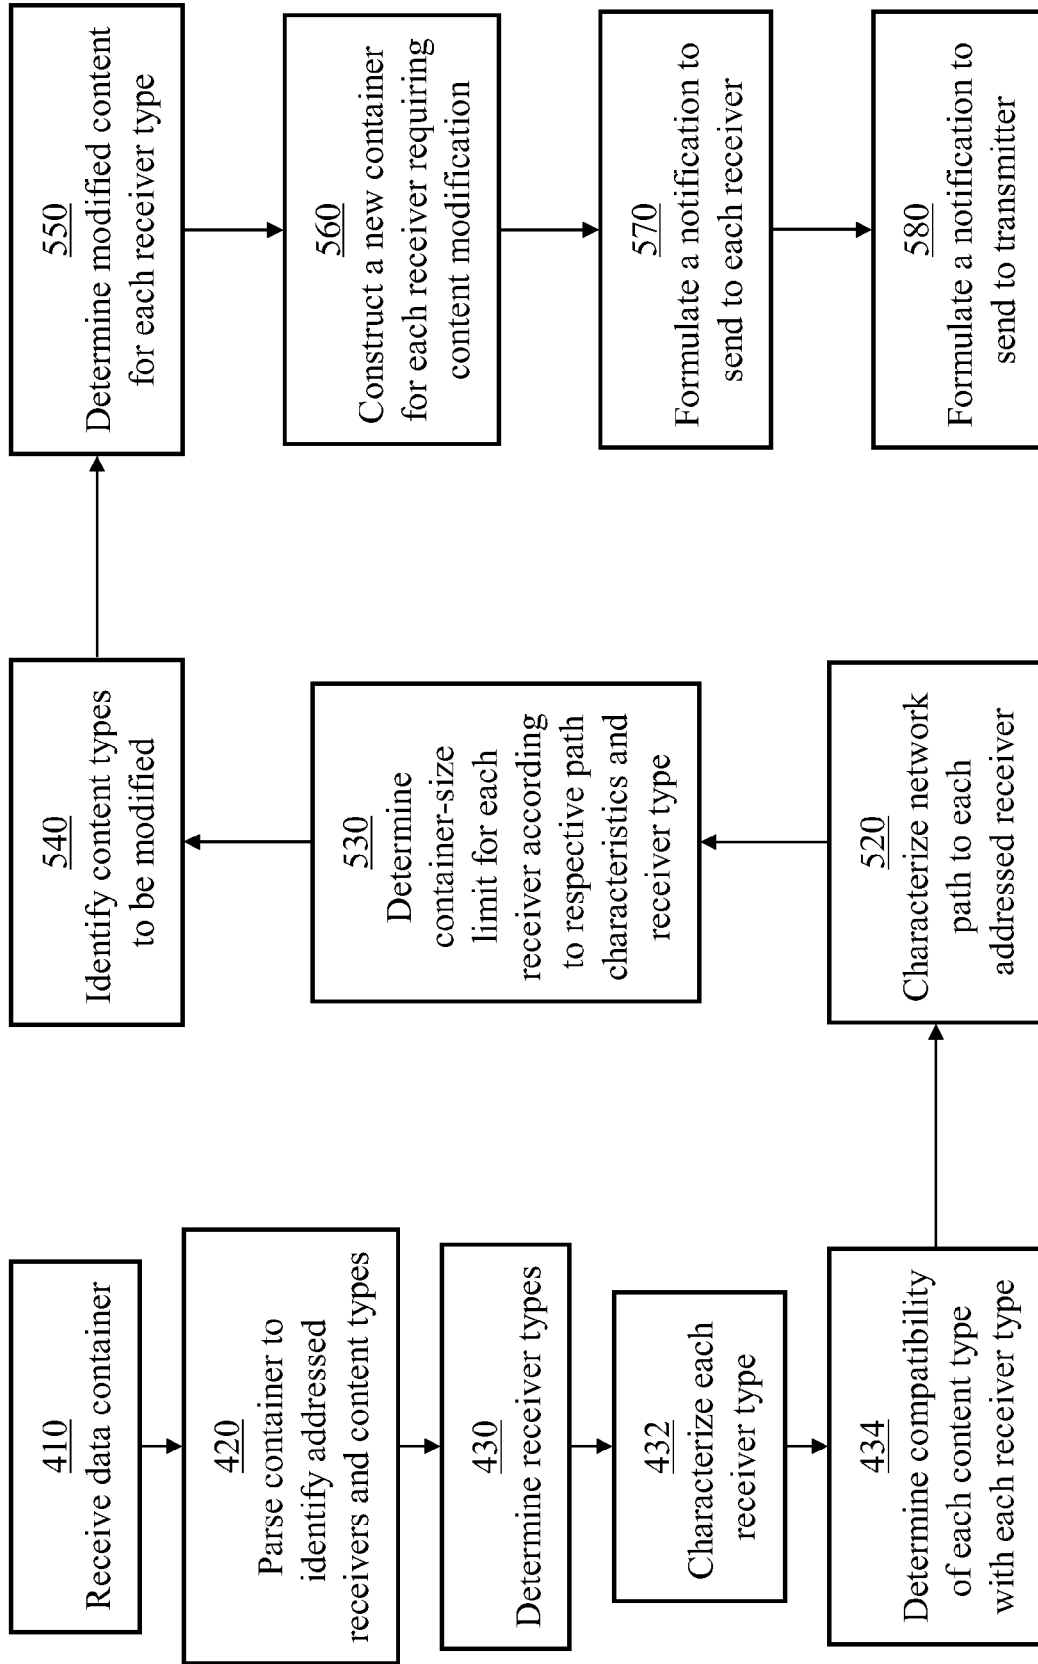 410
Receive data container
420
Parse container to
identify addressed
receivers and content types
430
Determine receiver types
432
Characterize each
receiver type
434
Determine compatibility
of each content type
with each receiver type
520
Characterize network
path to each
addressed receiver
530
Determine
container-size
limit for each
receiver according
to respective path
characteristics and
receiver type
540
Identify content types
to be modified
550
Determine modified content
for each receiver type
560
Construct a new container
for each receiver requiring
content modification
570
Formulate a notification to
send to each receiver
580
Formulate a notification to
send to transmitter